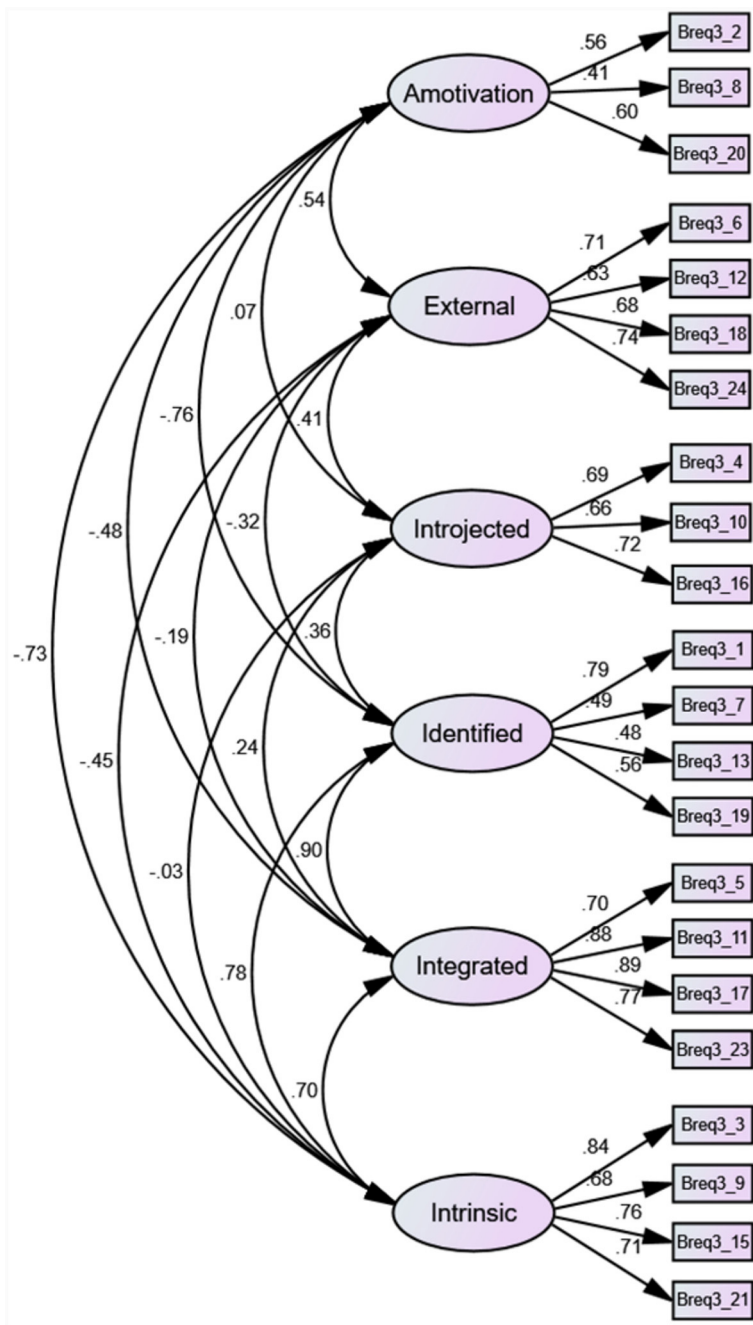 Breq3_2
.56
Breq3_8
.41
Amotivation
.60
Breq3_20
.54
Breq3_6
.71
Breq3_12
.63
External
.68
Breq3_18
.07
.74
Breq3_24
-.76
.41
Breq3_4
.69
.66
Breq3_10
-.48
-.32
Introjected
.72
Breq3_16
-.19
.36
-.73
Breq3_1
.79
.49
Breq3_7
Identified
.48
Breq3_13
.24
-.45
.56
Breq3_19
.90
-.03
Breq3_5
.70
.88
Breq3_11
.78
Integrated
.89
Breq3_17
.77
Breq3_23
.70
Breq3_3
.84
.68
Breq3_9
Intrinsic
.76
Breq3_15
.71
Breq3_21